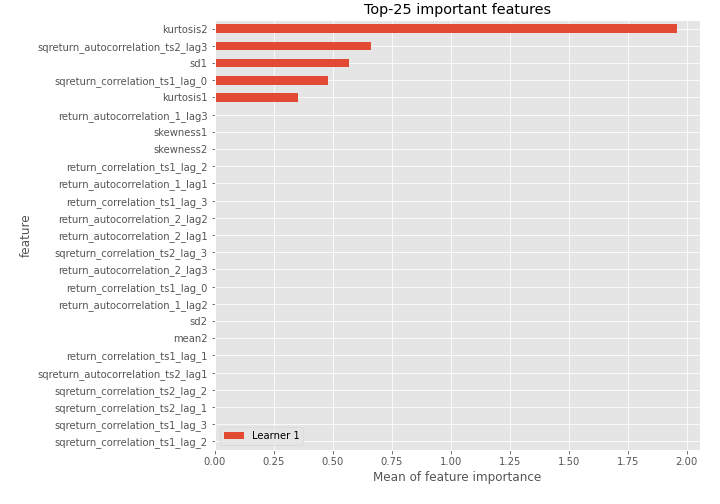 Top-25 important features
kurtosis2
sqreturn_autocorrelation_ts2_lag3
sd1
sqreturn_correlation_ts1_lag_0
kurtosis1
return_autocorrelation_1_lag3
skewness1
skewness2
return_correlation_ts1_lag_2
return_autocorrelation_1_lag1
return_correlation_ts1_lag_3
return_autocorrelation_2_lag2
return_autocorrelation_2_lag1
sqreturn_correlation_ts2_lag_3
return_autocorrelation_2_lag3
return_correlation_ts1_lag_0
return_autocorrelation_1_lag2
sd2
mean2
return_correlation_ts1_lag_1
sqreturn_autocorrelation_ts2_lag1
sqreturn_correlation_ts2_lag_2
sqreturn_correlation_ts2_lag_1
sqreturn_correlation_ts1_lag_3
sqreturn_correlation_ts1_lag_2
feature
Learner 1
0.00 0.25 0.50 0.75 1.00 1.25 1.50 1.75 2.00
Mean of feature importance